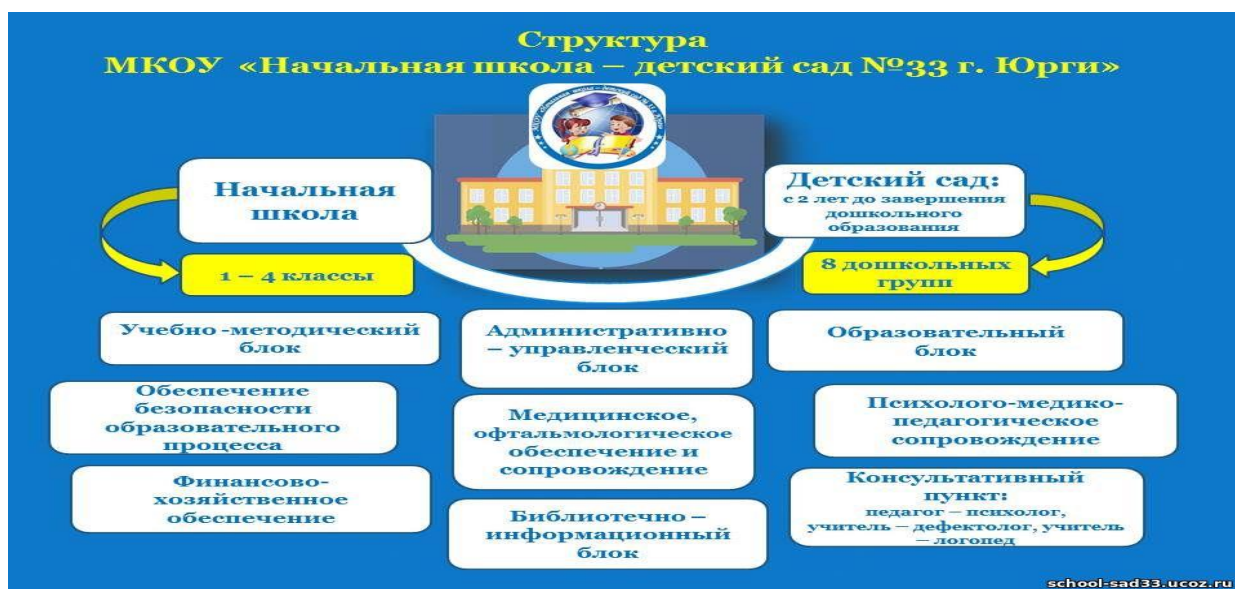 Структура
МКОУ «Начальная школа – детский сад №33 г. Юрги»
Начальная
школа
Детский сад:
с 2 лет до завершения
дошкольного
образования
1 – 4 классы
8 дошкольных
групп
Учебно -методический
блок
Административно
– управленческий
блок
Образовательный
блок
Обеспечение
безопасности
образовательного
процесса
Медицинское,
офтальмологическое
обеспечение и
сопровождение
Психолого-медико-
педагогическое
сопровождение
Финансово-
хозяйственное
обеспечение
Библиотечно –
информационный
блок
Консультативный
пункт:
педагог – психолог,
учитель – дефектолог, учитель
– логопед
school-sad33.ucoz.ru